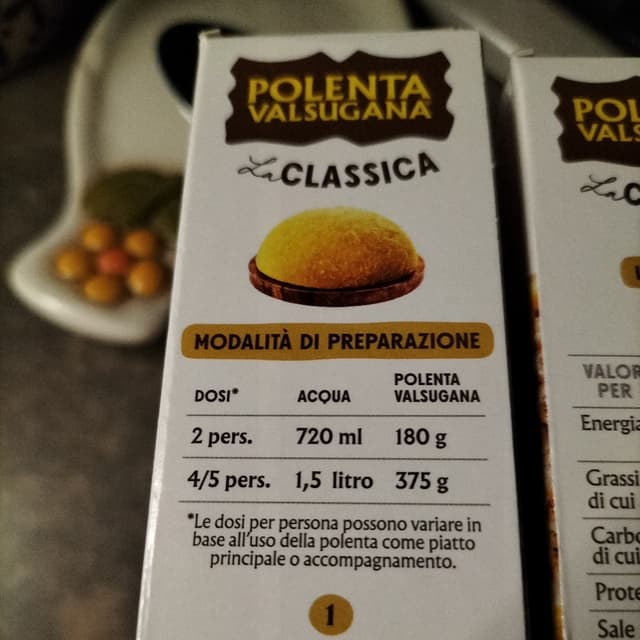 POLENTA
VALSUGANA
La CLASSICA
MODALITÀ DI PREPARAZIONE
DOSI* ACQUA POLENTA VALSUGANA
2 pers. 720 ml 180 g
4/5 pers. 1,5 litro 375 g
*Le dosi per persona possono variare in
base all'uso della polenta come piatto
principale o accompagnamento.
1
POL
VALS
La C
VALOR
PER
Energia
Grassi
di cui
Carbo
di cui
Prote
Sale